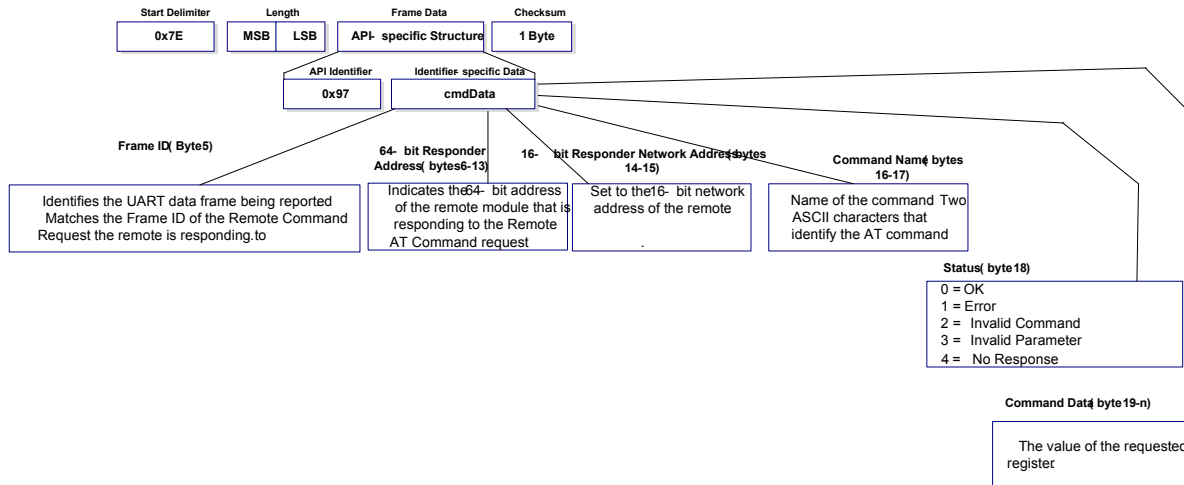 Start Delimiter Length Frame Data Checksum
0x7E MSB LSB API- specific Structure 1 Byte
API Identifier Identifier- specific Data
0x97 cmdData
Frame ID( Byte5)
64- bit Responder
Address( bytes6-13)
16- bit Responder Network Address( bytes
14-15)
Command Name( bytes
16-17)
Identifies the UART data frame being reported
Matches the Frame ID of the Remote Command
Request the remote is responding.to
Indicates the64- bit address
of the remote module that is
responding to the Remote
AT Command request
Set to the16- bit network
address of the remote
.
Name of the command Two
ASCII characters that
identify the AT command
Status( byte18)
0 = OK
1 = Error
2 = Invalid Command
3 = Invalid Parameter
4 = No Response
Command Data( byte19-n)
The value of the requested
register.